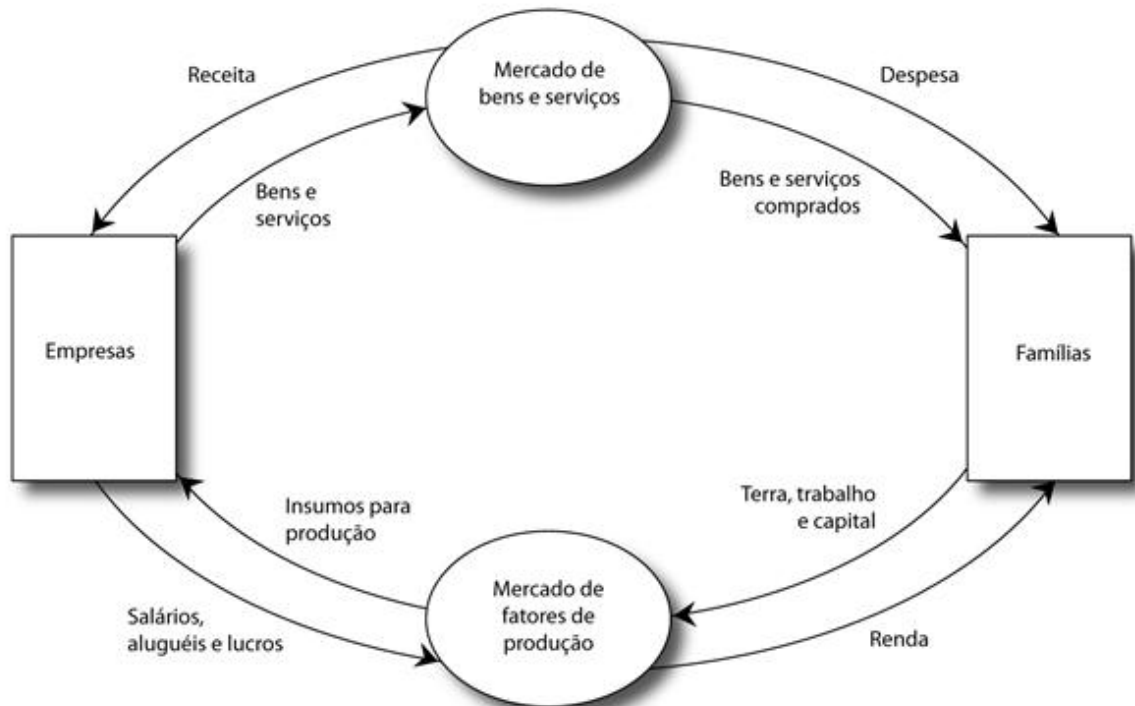 Mercado de
bens e serviços
Receita
Despesa
Bens e
serviços
Bens e serviços
comprados
Empresas
Famílias
Insumos para
produção
Terra, trabalho
e capital
Mercado de
fatores de
produção
Salários,
aluguéis e lucros
Renda